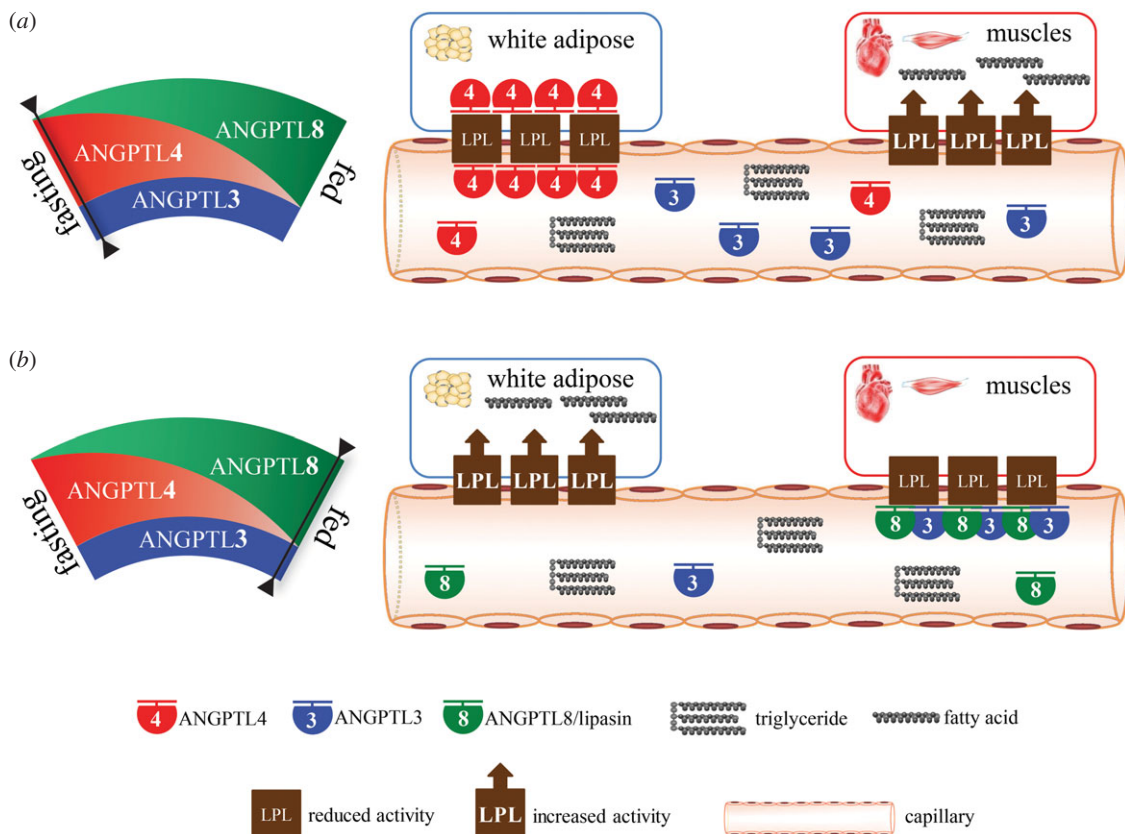 (a)
ANGPTL8
ANGPTL4
ANGPTL3
fasting
fed
white adipose
4 4 4 4
LPL LPL LPL
4 4 4 4
4
3
3
3
4
3
muscles
LPL LPL LPL
(b)
ANGPTL8
ANGPTL4
ANGPTL3
fasting
fed
white adipose
LPL LPL LPL
8
3
muscles
LPL LPL LPL
8 3 8 3 8 3
8
4 ANGPTL4
3 ANGPTL3
8 ANGPTL8/lipasin
triglyceride
fatty acid
LPL reduced activity
LPL increased activity
capillary